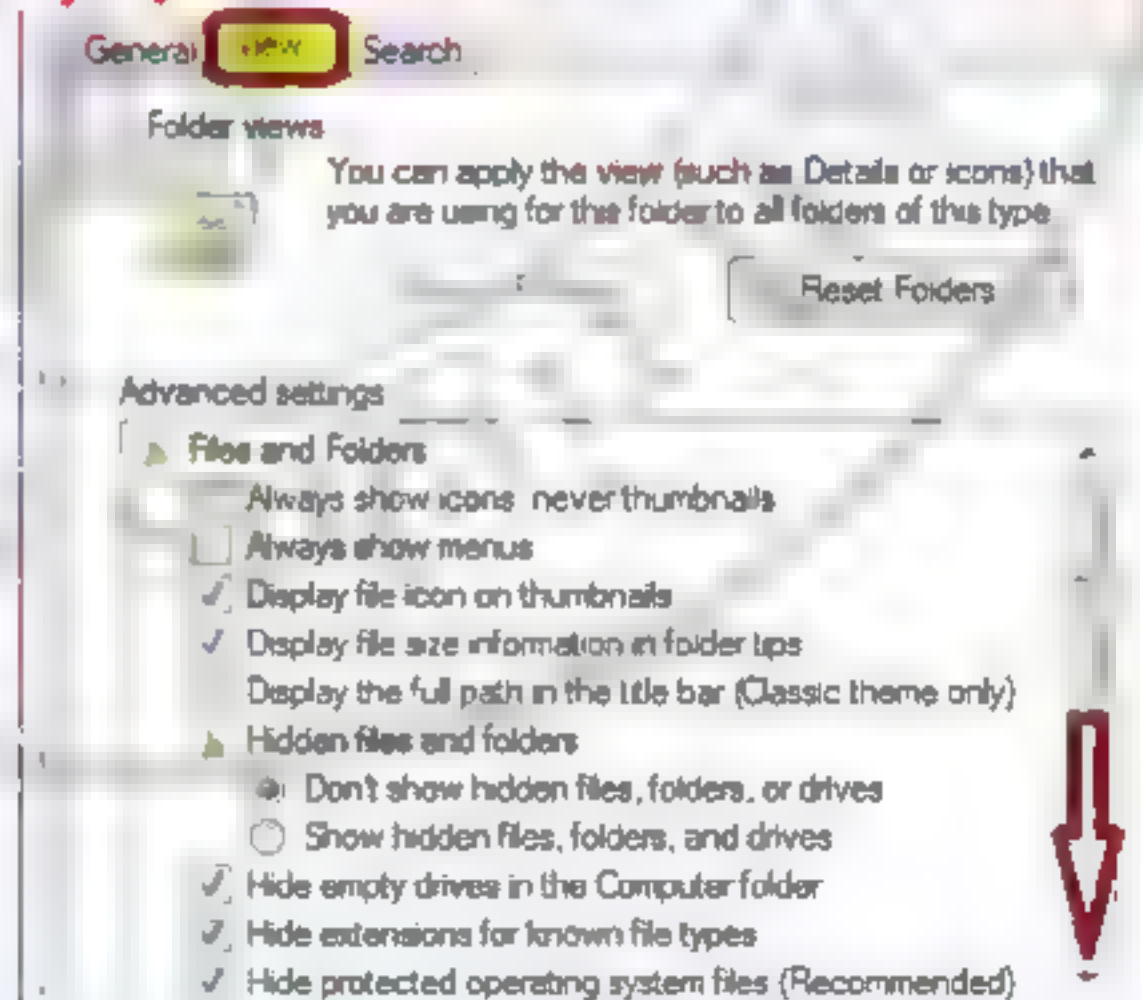 General View Search
Folder views
You can apply the view (such as Details or Icons) that
you are using for this folder to all folders of this type
Reset Folders
Advanced settings
Files and Folders
Always show icons never thumbnails
Always show menus
Display file icon on thumbnails
Display file size information in folder tips
Display the full path in the title bar (Classic theme only)
Hidden files and folders
Don't show hidden files, folders, or drives
Show hidden files, folders, and drives
Hide empty drives in the Computer folder
Hide extensions for known file types
Hide protected operating system files (Recommended)